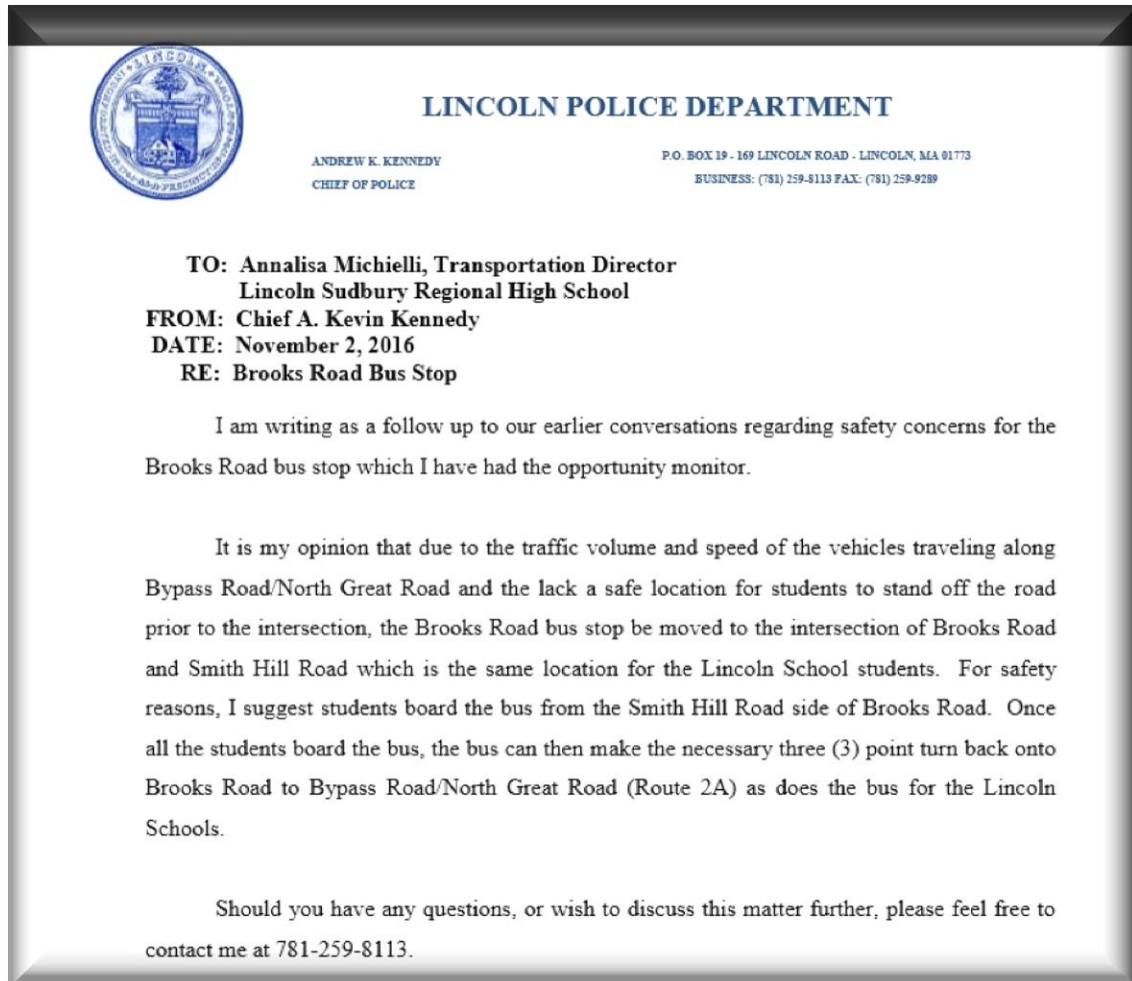 LINCOLN
LINCOLN POLICE DEPARTMENT
ANDREW K. KENNEDY
CHIEF OF POLICE
P.O. BOX 19 - 169 LINCOLN ROAD - LINCOLN, MA 01773
BUSINESS: (781) 259-8113 FAX: (781) 259-9289
TO: Annalisa Michielli, Transportation Director
Lincoln Sudbury Regional High School
FROM: Chief A. Kevin Kennedy
DATE: November 2, 2016
RE: Brooks Road Bus Stop
I am writing as a follow up to our earlier conversations regarding safety concerns for the
Brooks Road bus stop which I have had the opportunity monitor.
It is my opinion that due to the traffic volume and speed of the vehicles traveling along
Bypass Road/North Great Road and the lack a safe location for students to stand off the road
prior to the intersection, the Brooks Road bus stop be moved to the intersection of Brooks Road
and Smith Hill Road which is the same location for the Lincoln School students. For safety
reasons, I suggest students board the bus from the Smith Hill Road side of Brooks Road. Once
all the students board the bus, the bus can then make the necessary three (3) point turn back onto
Brooks Road to Bypass Road/North Great Road (Route 2A) as does the bus for the Lincoln
Schools.
Should you have any questions, or wish to discuss this matter further, please feel free to
contact me at 781-259-8113.